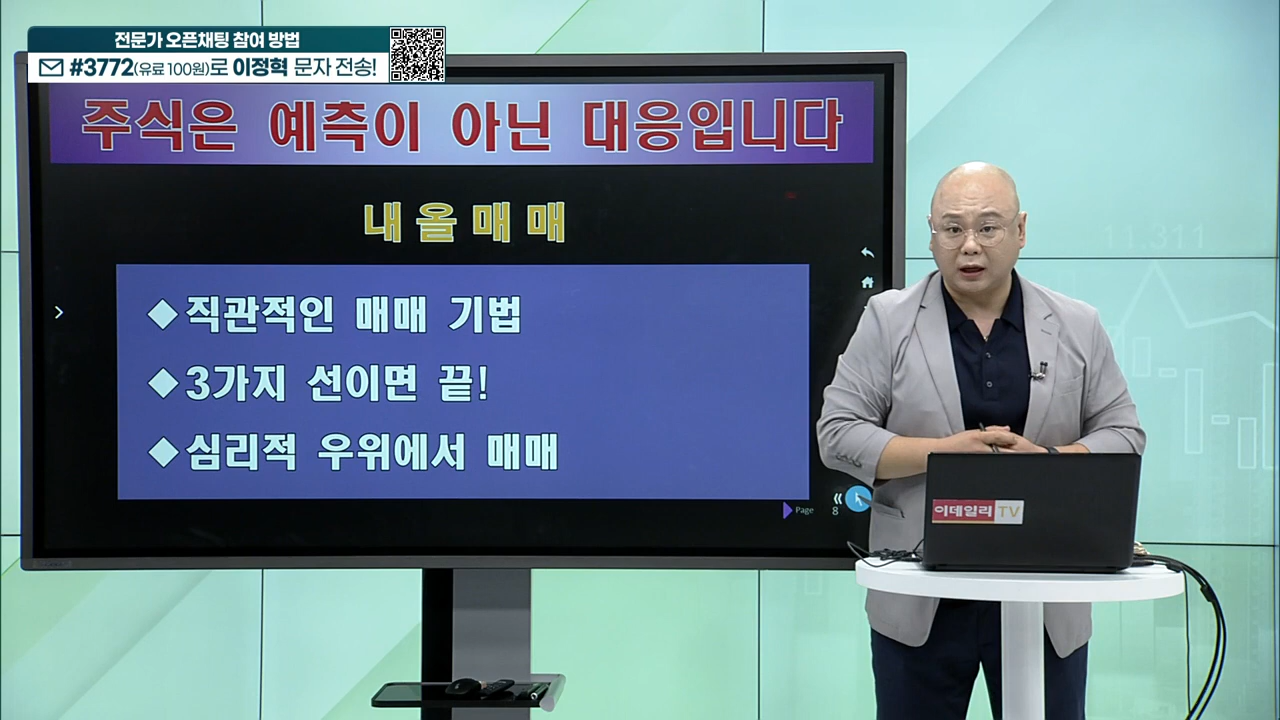 전문가 오픈채팅 참여 방법
#3772(유료 100원)로 이정혁 문자 전송!
주식은 예측이 아닌 대응입니다
내올매매
◆직관적인 매매 기법
◆3가지 선이면 끝!
◆심리적 우위에서 매매
Page 8
11.311
이데일리TV